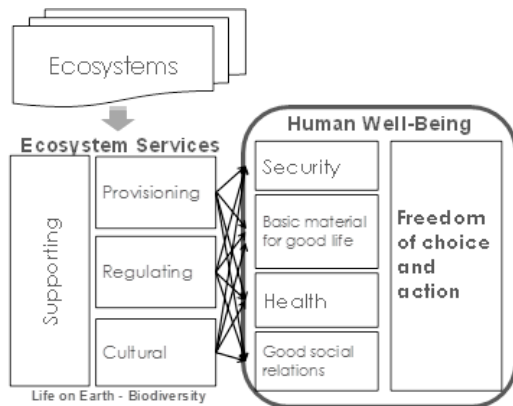 Ecosystems
Ecosystem Services
Supporting
Provisioning
Regulating
Cultural
Life on Earth - Biodiversity
Human Well-Being
Security
Basic material
for good life
Health
Good social
relations
Freedom
of choice
and
action